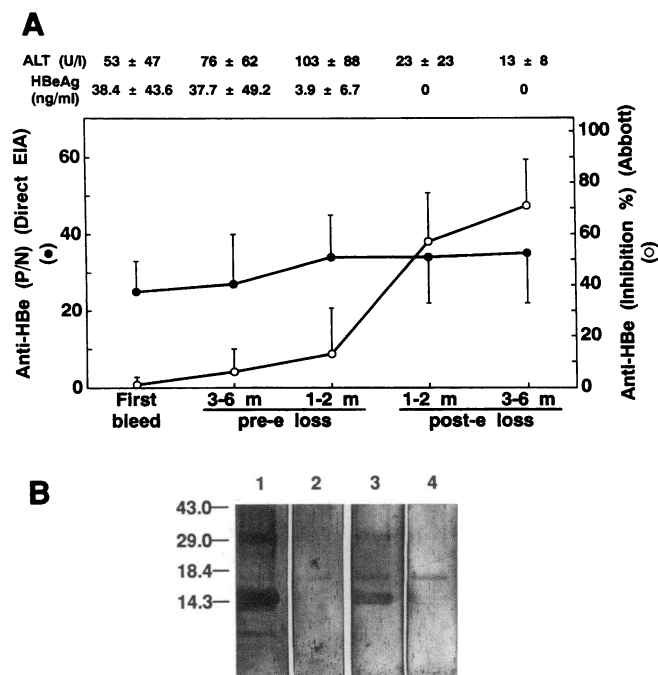 A
ALT (U/l) 53 ± 47 76 ± 62 103 ± 88 23 ± 23 13 ± 8
HBeAg (ng/ml) 38.4 ± 43.6 37.7 ± 49.2 3.9 ± 6.7 0 0
Anti-HBe (P/N) (Direct EIA) (●)
60
40
20
0
100
80
60
40
20
0
Anti-HBe (Inhibition %) (Abbott) (○)
First bleed 3-6 m 1-2 m 1-2 m 3-6 m
pre-e loss post-e loss
B
1 2 3 4
43.0
29.0
18.4
14.3